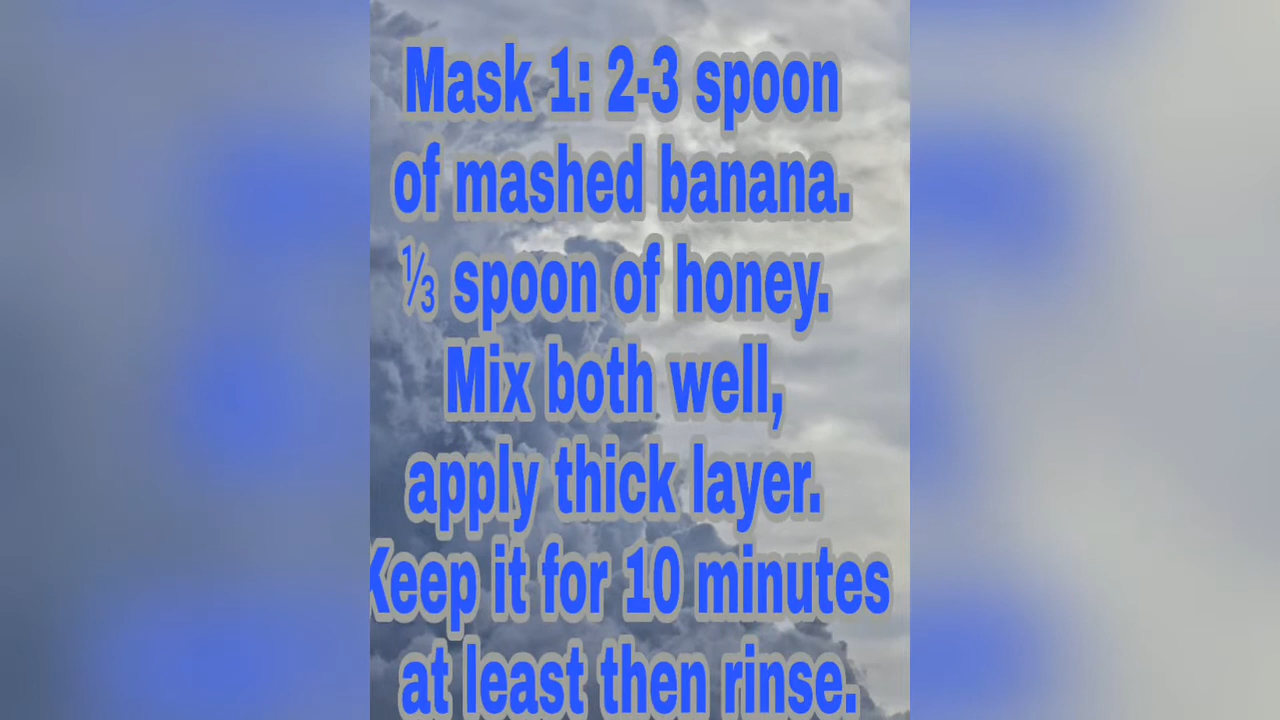 Mask 1: 2-3 spoon
of mashed banana.
⅓ spoon of honey.
Mix both well,
apply thick layer.
Keep it for 10 minutes
at least then rinse.